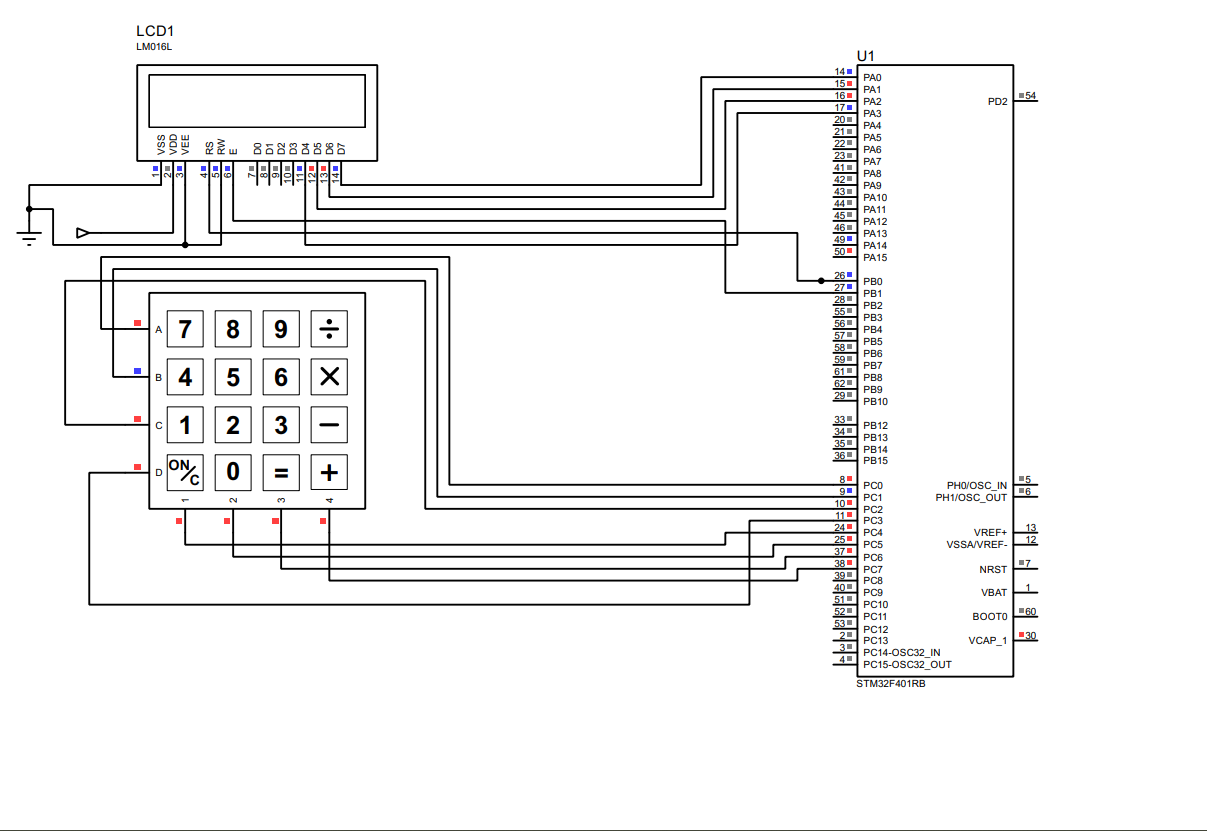 LCD1
LM016L
VSS
VDD
VEE
RS
RW
E
D0
D1
D2
D3
D4
D5
D6
D7
1
2
3
4
5
6
7
8
9
10
11
12
13
14
A 7 8 9 ÷
B 4 5 6 ×
C 1 2 3 −
D ON/C 0 = +
1 2 3 4
U1
14 PA0
15 PA1
16 PA2
17 PA3
20 PA4
21 PA5
22 PA6
23 PA7
41 PA8
42 PA9
43 PA10
44 PA11
45 PA12
46 PA13
49 PA14
50 PA15
26 PB0
27 PB1
28 PB2
55 PB3
56 PB4
57 PB5
58 PB6
59 PB7
61 PB8
62 PB9
29 PB10
33 PB12
34 PB13
35 PB14
36 PB15
8 PC0
9 PC1
10 PC2
11 PC3
24 PC4
25 PC5
37 PC6
38 PC7
39 PC8
40 PC9
51 PC10
52 PC11
53 PC12
2 PC13
3 PC14-OSC32_IN
4 PC15-OSC32_OUT
PD2 54
PH0/OSC_IN 5
PH1/OSC_OUT 6
VREF+ 13
VSSA/VREF- 12
NRST 7
VBAT 1
BOOT0 60
VCAP_1 30
STM32F401RB